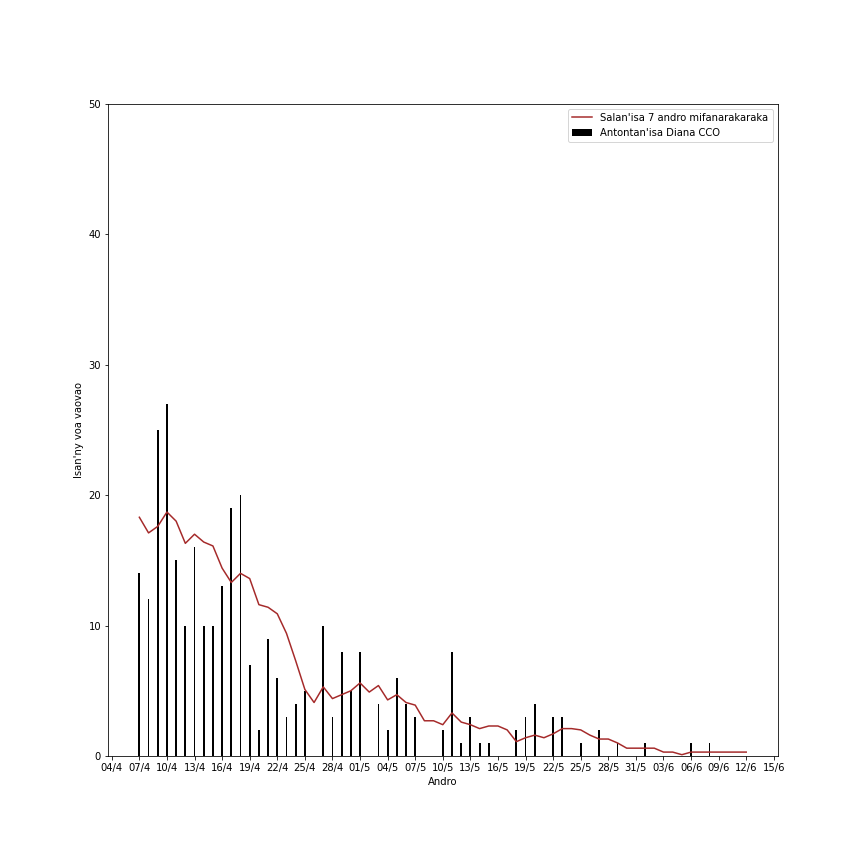 50
Salan'isa 7 andro mifanarakaraka
Antontan'isa Diana CCO
40
30
20
10
0
Isan'ny voa vaovao
04/4 07/4 10/4 13/4 16/4 19/4 22/4 25/4 28/4 01/5 04/5 07/5 10/5 13/5 16/5 19/5 22/5 25/5 28/5 31/5 03/6 06/6 09/6 12/6 15/6
Andro